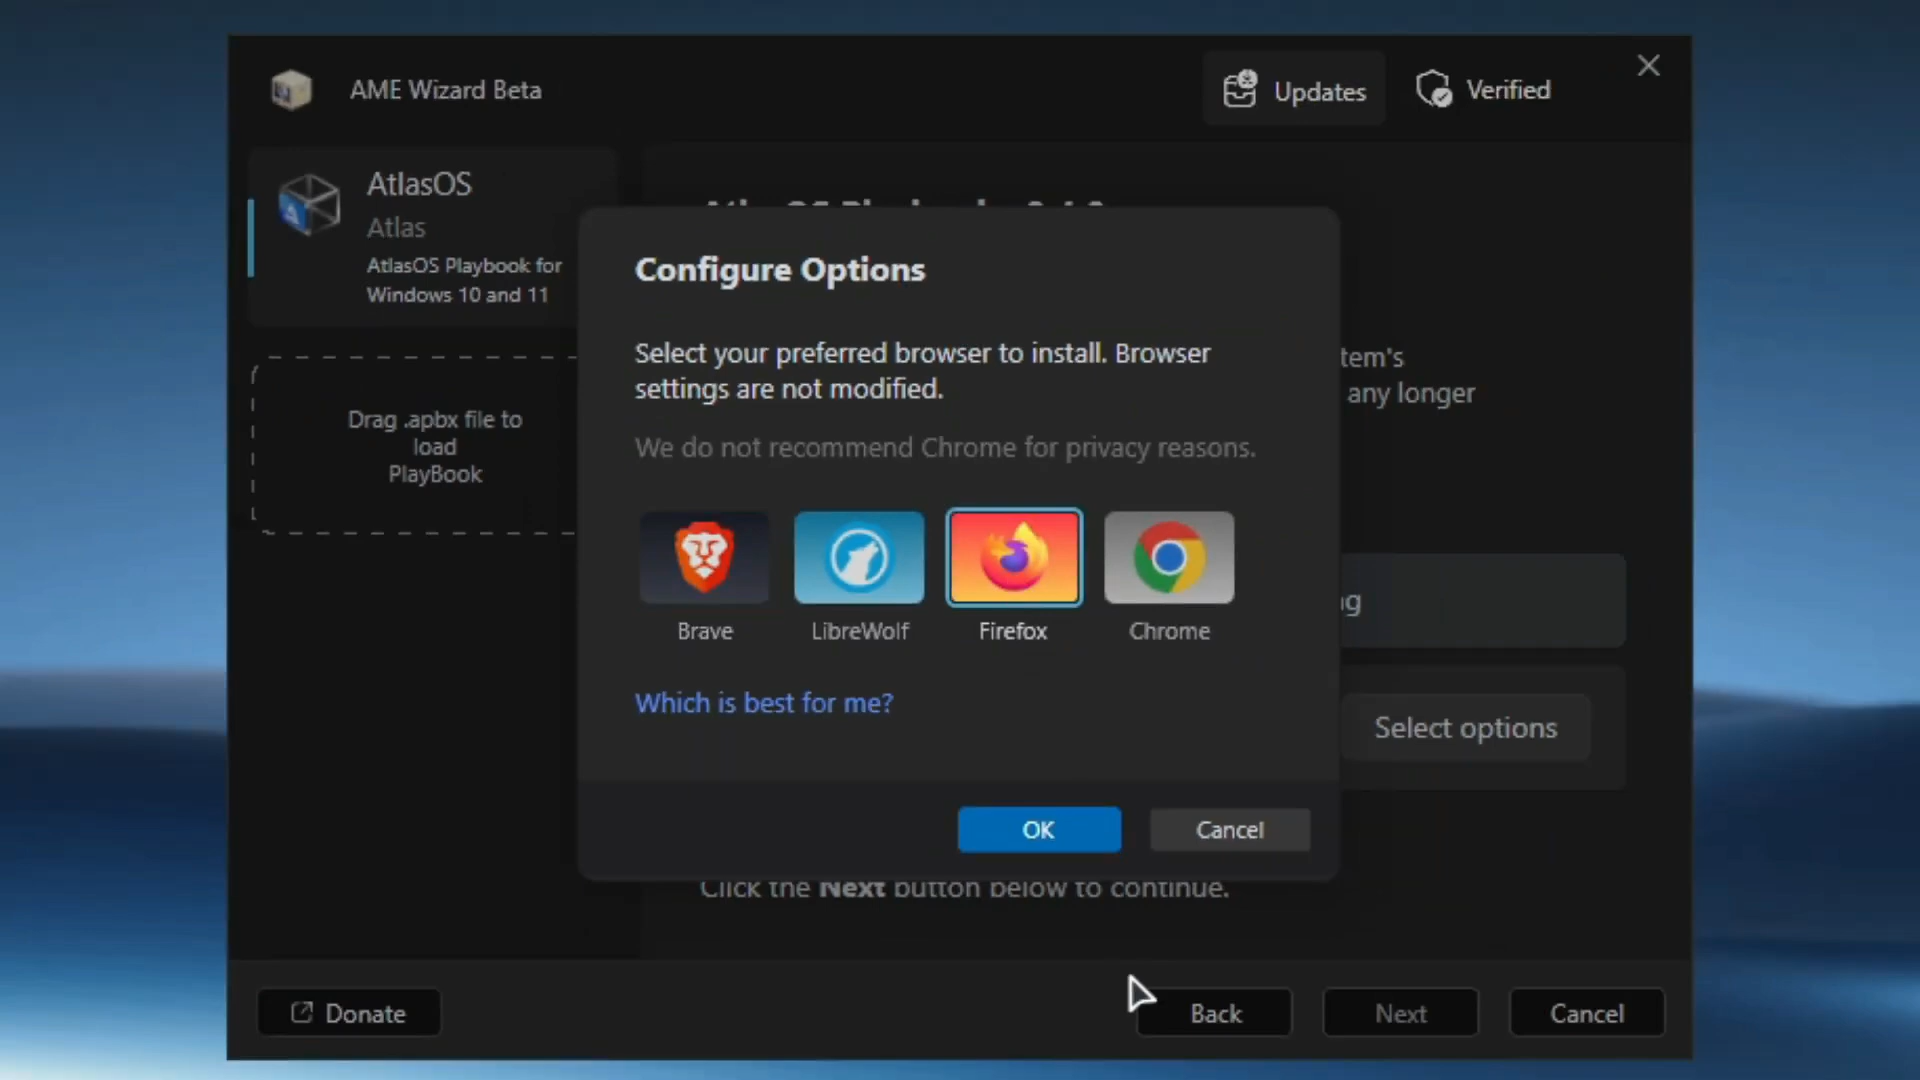 AME Wizard Beta
Updates
Verified
AtlasOS
Atlas
AtlasOS Playbook for
Windows 10 and 11
Drag .apbx file to
load
PlayBook
Configure Options
Select your preferred browser to install. Browser
settings are not modified.
We do not recommend Chrome for privacy reasons.
Brave
LibreWolf
Firefox
Chrome
Which is best for me?
OK
Cancel
tem's
any longer
Select options
Click the Next button below to continue.
Donate
Back
Next
Cancel